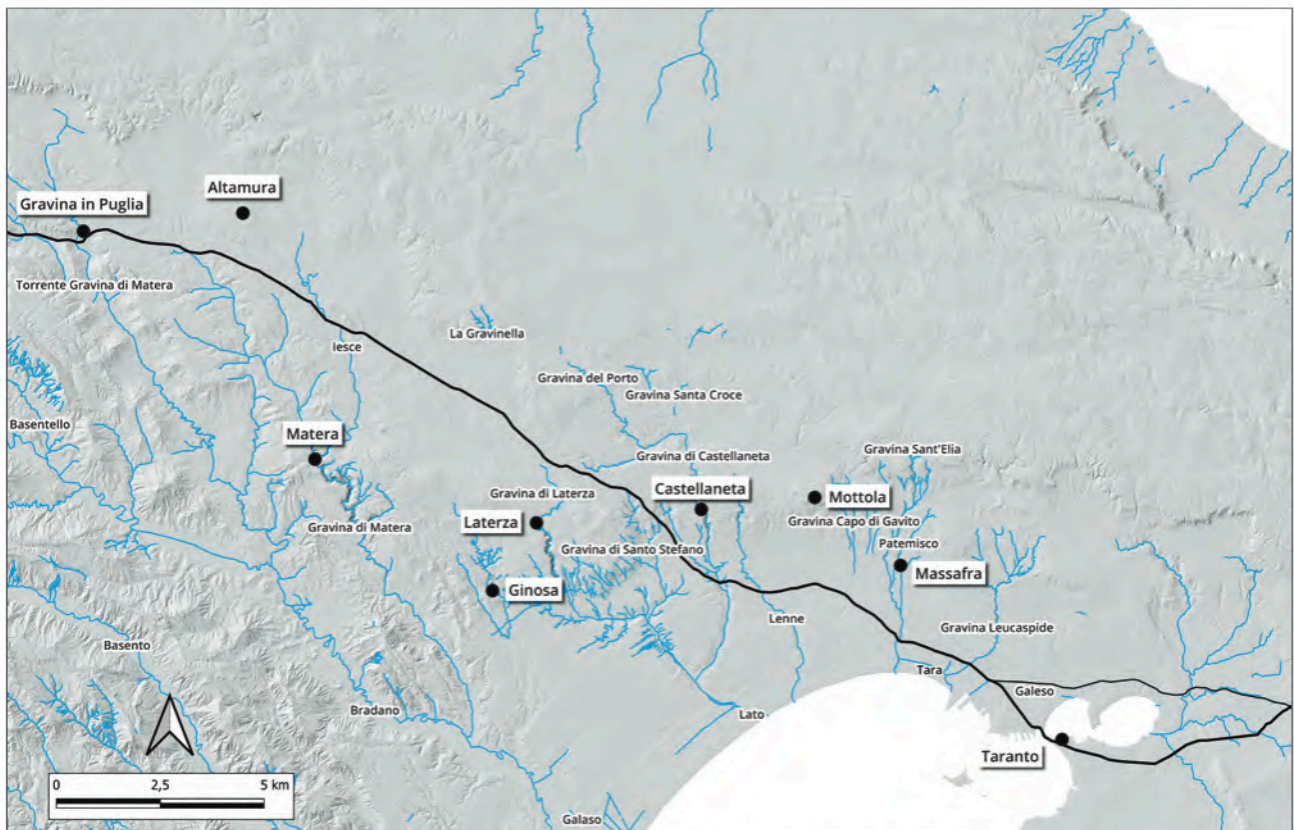 Altamura
Gravina in Puglia
Torrente Gravina di Matera
La Gravinella
Iesce
Gravina del Porto
Gravina Santa Croce
Basentello
Matera
Gravina di Castellaneta
Gravina Sant'Elia
Castellaneta
Mottola
Gravina di Laterza
Laterza
Gravina di Matera
Gravina Capo di Gavito
Gravina di Santo Stefano
Patemisco
Massafra
Ginosa
Lenne
Gravina Leucaspide
Basento
Tara
Galeso
Bradano
Lato
Taranto
0 2,5 5 km
Galaso